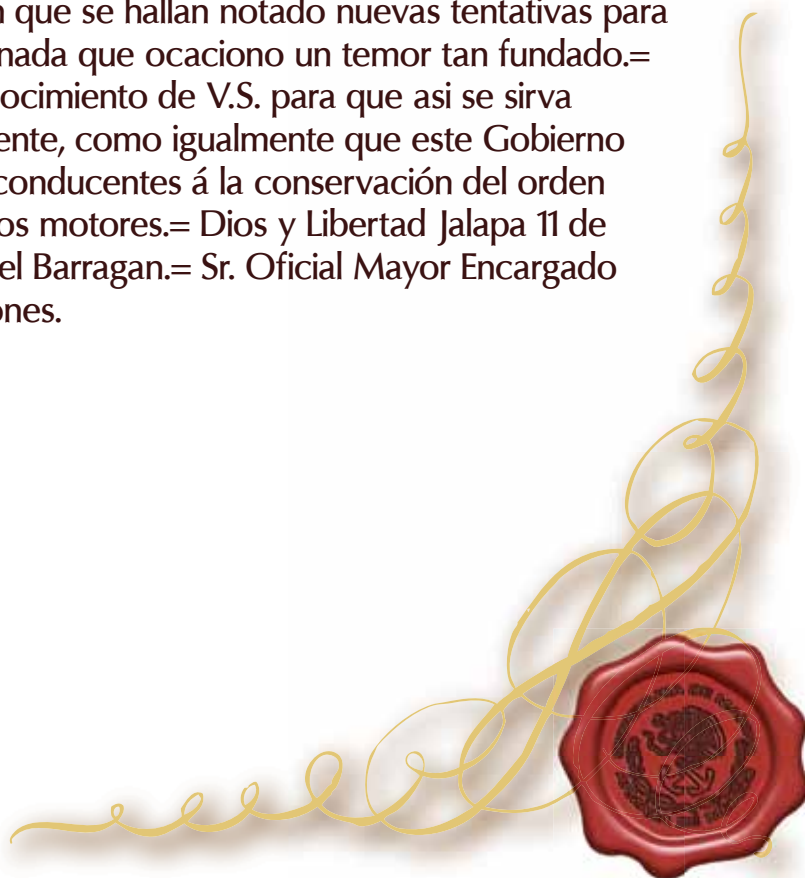 que se hallan notado nuevas tentativas para
nada que ocaciono un temor tan fundado.=
ocimiento de V.S. para que asi se sirva
ente, como igualmente que este Gobierno
conducentes á la conservación del orden
os motores.= Dios y Libertad Jalapa 11 de
el Barragan.= Sr. Oficial Mayor Encargado
ones.